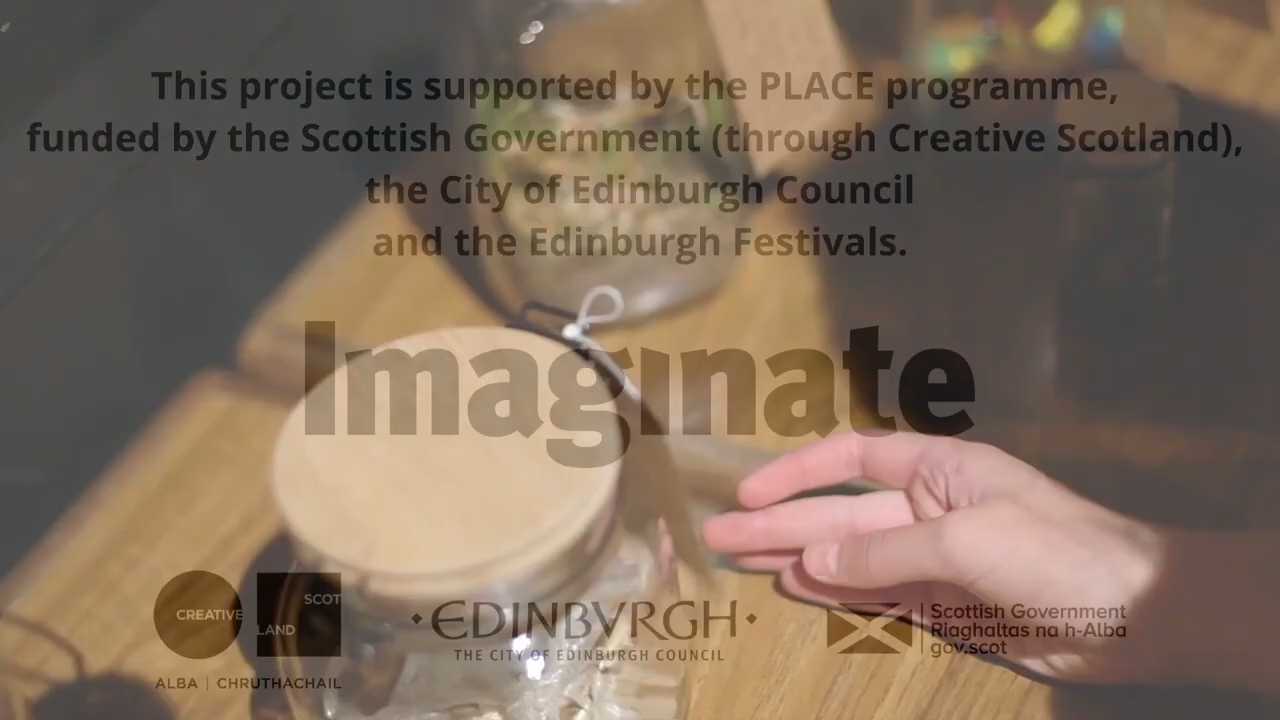 This project is supported by the PLACE programme,
funded by the Scottish Government (through Creative Scotland),
the City of Edinburgh Council
and the Edinburgh Festivals.
Imaginate
CREATIVE SCOT
LAND
ALBA | CHRUTHACHAIL
·EDINBVRGH·
THE CITY OF EDINBURGH COUNCIL
Scottish Government
Riaghaltas na h-Alba
gov.scot